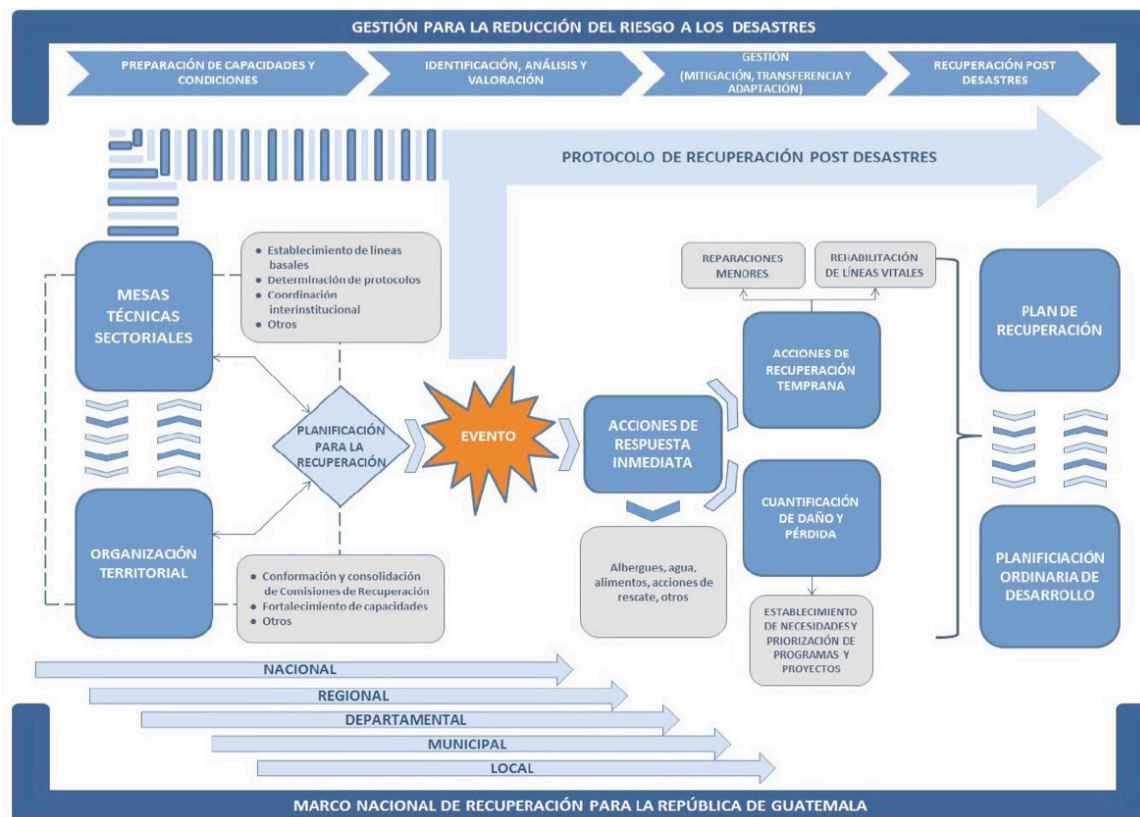 GESTIÓN PARA LA REDUCCIÓN DEL RIESGO A LOS DESASTRES
PREPARACIÓN DE CAPACIDADES Y
CONDICIONES
IDENTIFICACIÓN, ANÁLISIS Y
VALORACIÓN
GESTIÓN
(MITIGACIÓN, TRANSFERENCIA Y
ADAPTACIÓN)
RECUPERACIÓN POST
DESASTRES
PROTOCOLO DE RECUPERACIÓN POST DESASTRES
MESAS
TÉCNICAS
SECTORIALES
● Establecimiento de líneas
basales
● Determinación de protocolos
● Coordinación
interinstitucional
● Otros
PLANIFICACIÓN
PARA LA
RECUPERACIÓN
ORGANIZACIÓN
TERRITORIAL
● Conformación y consolidación
de Comisiones de Recuperación
● Fortalecimiento de capacidades
● Otros
EVENTO
ACCIONES DE
RESPUESTA
INMEDIATA
Albergues, agua,
alimentos, acciones de
rescate, otros
REPARACIONES
MENORES
REHABILITACIÓN
DE LÍNEAS VITALES
ACCIONES DE
RECUPERACIÓN
TEMPRANA
CUANTIFICACIÓN
DE DAÑO Y
PÉRDIDA
ESTABLECIMIENTO
DE NECESIDADES Y
PRIORIZACIÓN DE
PROGRAMAS Y
PROYECTOS
PLAN DE
RECUPERACIÓN
PLANIFICIACIÓN
ORDINARIA DE
DESARROLLO
NACIONAL
REGIONAL
DEPARTAMENTAL
MUNICIPAL
LOCAL
MARCO NACIONAL DE RECUPERACIÓN PARA LA REPÚBLICA DE GUATEMALA